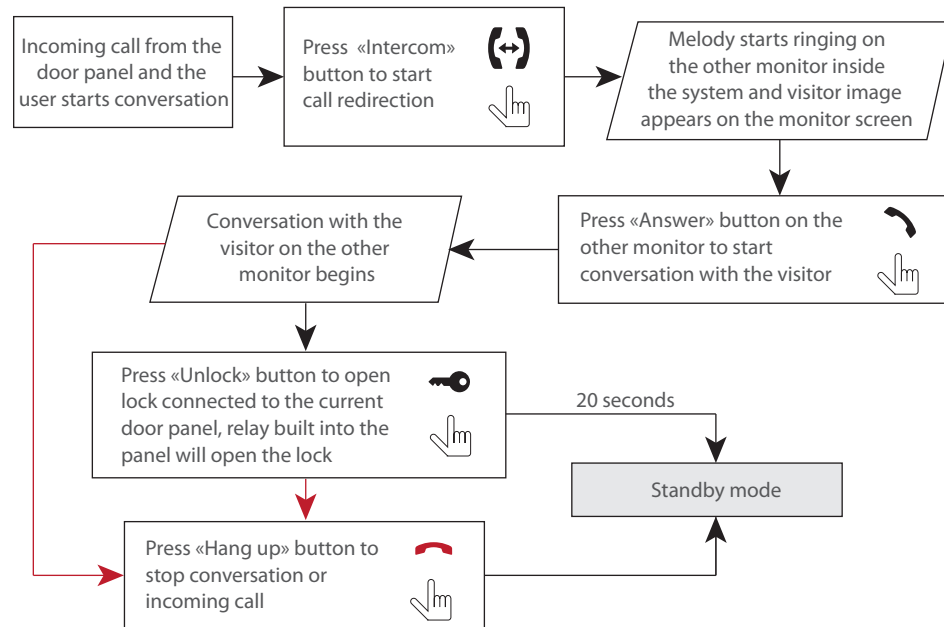 Incoming call from the
door panel and the
user starts conversation
Press «Intercom»
button to start
call redirection
Melody starts ringing on
the other monitor inside
the system and visitor image
appears on the monitor screen
Press «Answer» button on the
other monitor to start
conversation with the visitor
Conversation with the
visitor on the other
monitor begins
Press «Unlock» button to open
lock connected to the current
door panel, relay built into the
panel will open the lock
20 seconds
Standby mode
Press «Hang up» button to
stop conversation or
incoming call